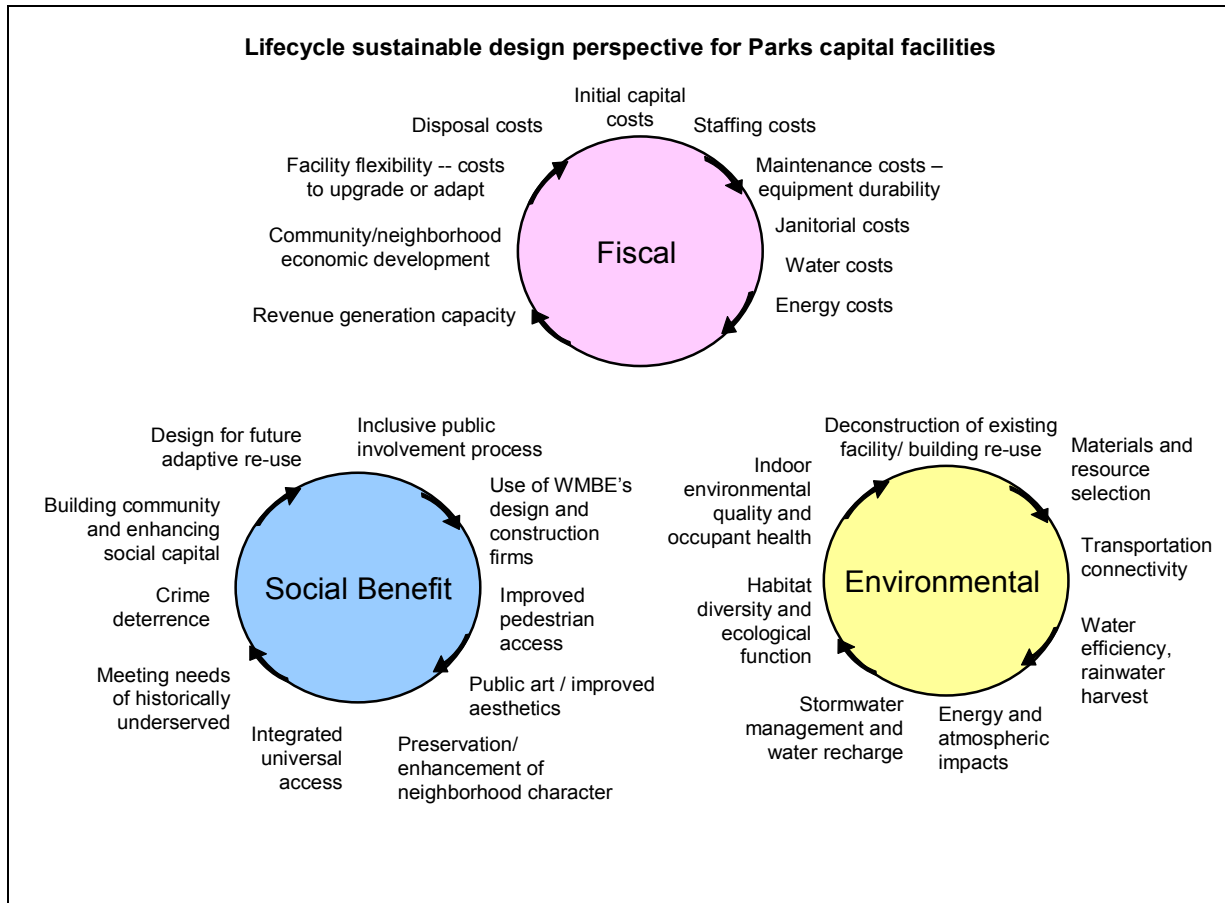 Lifecycle sustainable design perspective for Parks capital facilities
Initial capital
costs
Staffing costs
Maintenance costs –
equipment durability
Janitorial costs
Water costs
Energy costs
Revenue generation capacity
Community/neighborhood
economic development
Facility flexibility -- costs
to upgrade or adapt
Disposal costs
Fiscal
Inclusive public
involvement process
Use of WMBE's
design and
construction
firms
Improved
pedestrian
access
Public art / improved
aesthetics
Preservation/
enhancement of
neighborhood character
Integrated
universal
access
Meeting needs
of historically
underserved
Crime
deterrence
Building community
and enhancing
social capital
Design for future
adaptive re-use
Social Benefit
Deconstruction of existing
facility/ building re-use
Materials and
resource
selection
Transportation
connectivity
Water
efficiency,
rainwater
harvest
Energy and
atmospheric
impacts
Stormwater
management and
water recharge
Habitat
diversity and
ecological
function
Indoor
environmental
quality and
occupant health
Environmental